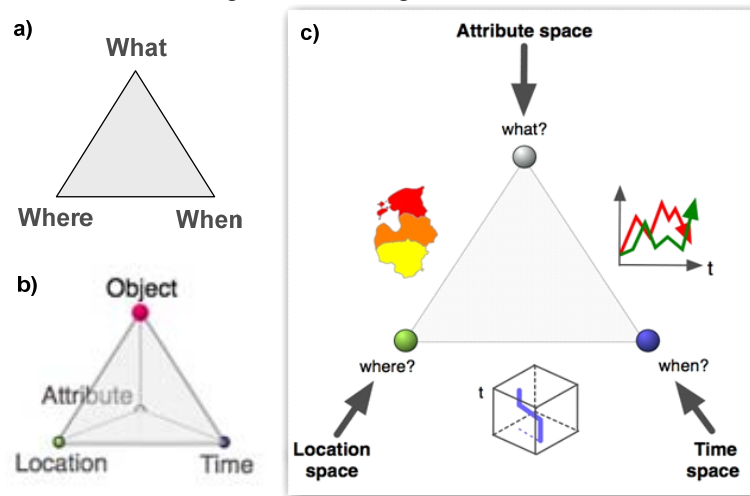 a)
What
Where
When
b)
Object
Attribute
Location
Time
c)
Attribute space
what?
t
where?
when?
t
Location
space
Time
space